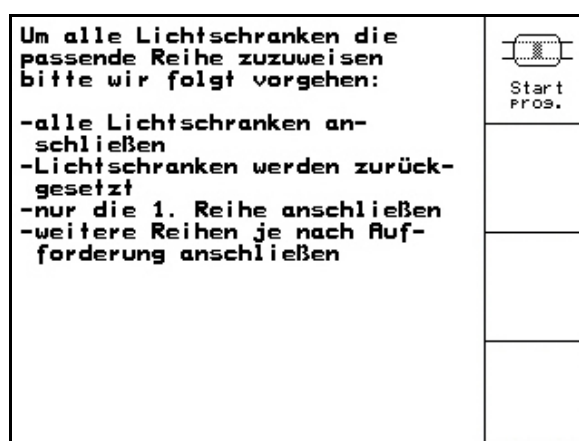 Um alle Lichtschranken die
passende Reihe zuzuweisen
bitte wir folgt vorgehen:
-alle Lichtschranken an-
schließen
-Lichtschranken werden zurück-
gesetzt
-nur die 1. Reihe anschließen
-weitere Reihen je nach Auf-
forderung anschließen
Start
prog.